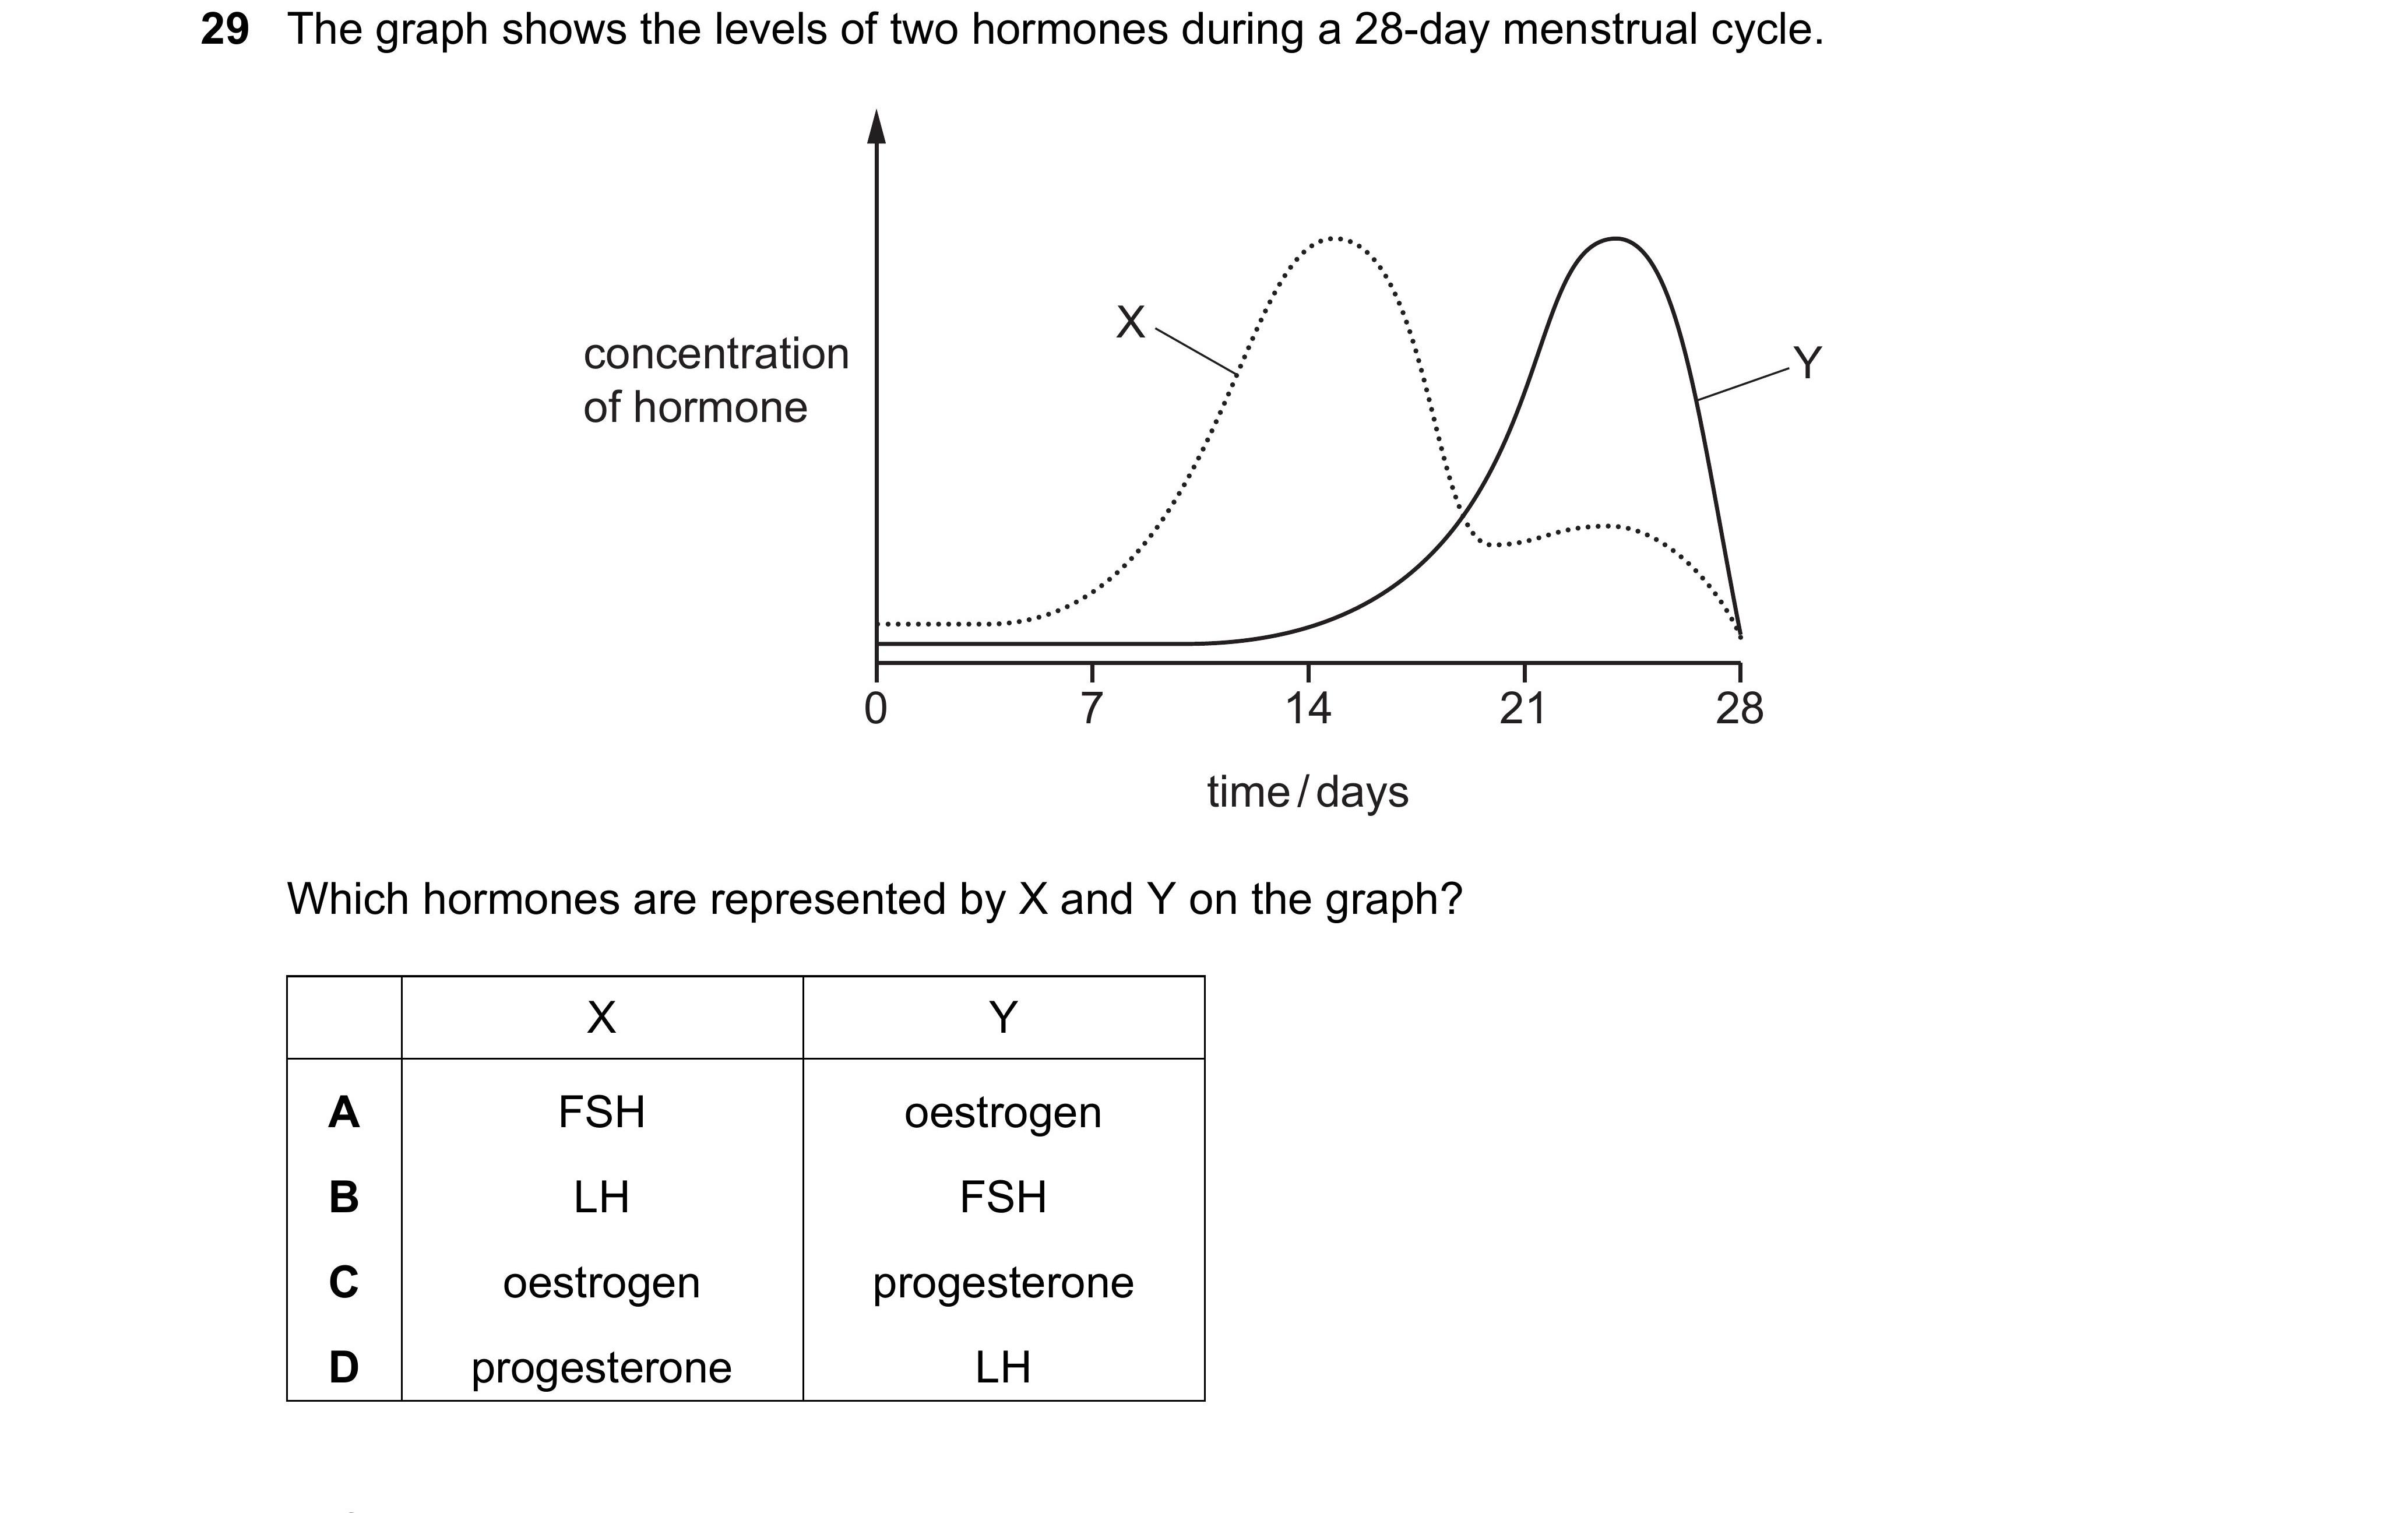 29 The graph shows the levels of two hormones during a 28-day menstrual cycle.
X
Y
concentration
of hormone
0 7 14 21 28
time / days
Which hormones are represented by X and Y on the graph?
X Y
A FSH oestrogen
B LH FSH
C oestrogen progesterone
D progesterone LH